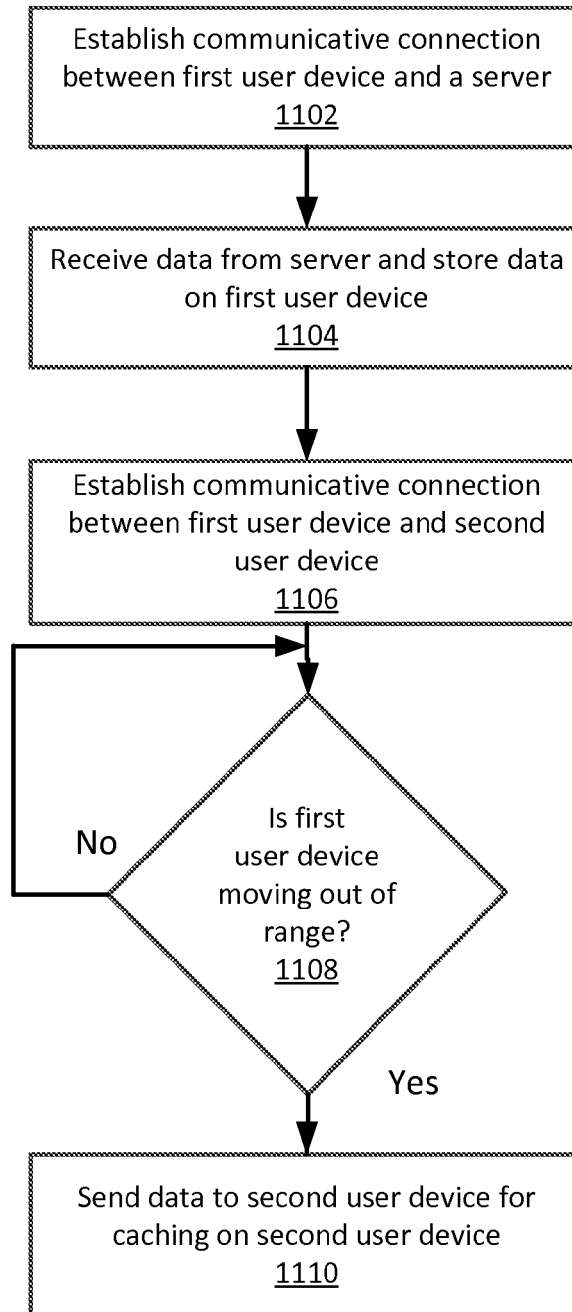 Establish communicative connection
between first user device and a server
1102
Receive data from server and store data
on first user device
1104
Establish communicative connection
between first user device and second
user device
1106
Is first
user device
moving out of
range?
1108
No
Yes
Send data to second user device for
caching on second user device
1110